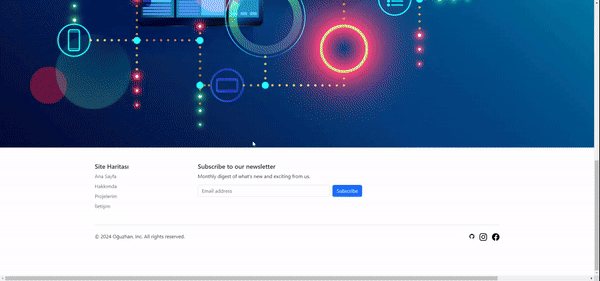 Site Haritası
Ana Sayfa
Hakkımda
Projelerim
İletişim
Subscribe to our newsletter
Monthly digest of what's new and exciting from us.
Email address
Subscribe
© 2024 Oğuzhan, Inc. All rights reserved.